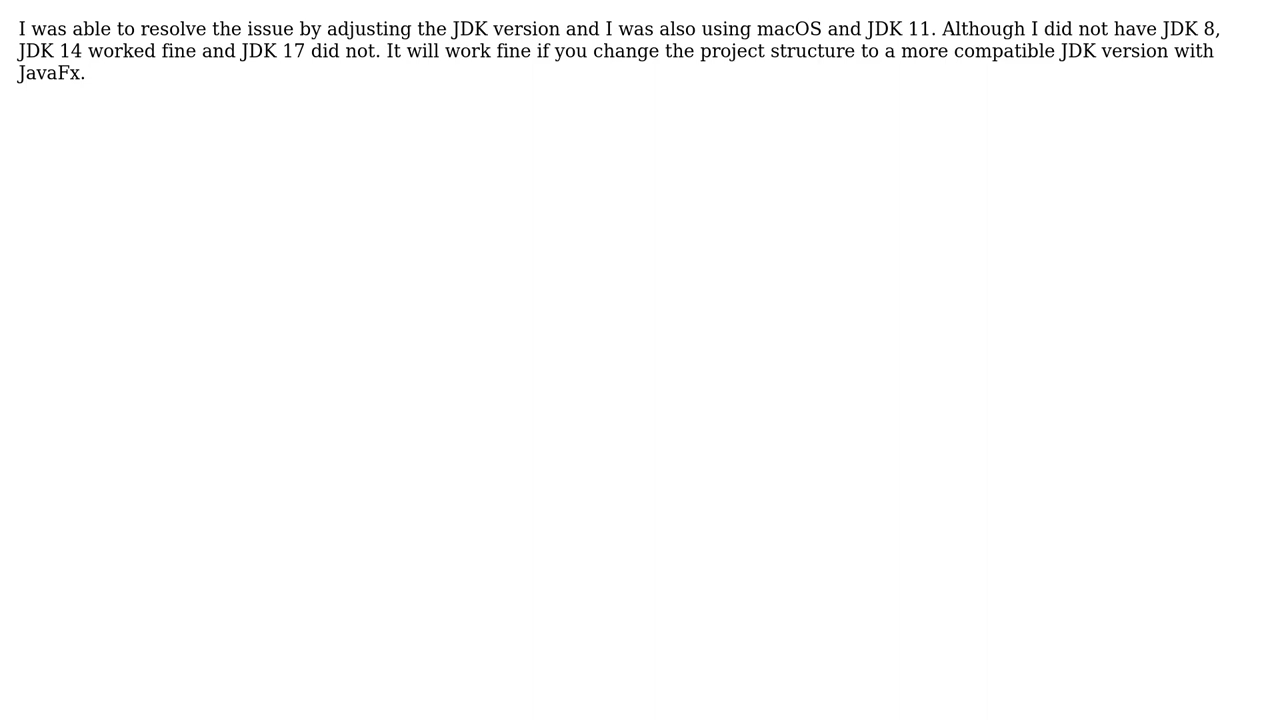 I was able to resolve the issue by adjusting the JDK version and I was also using macOS and JDK 11. Although I did not have JDK 8,
JDK 14 worked fine and JDK 17 did not. It will work fine if you change the project structure to a more compatible JDK version with
JavaFx.